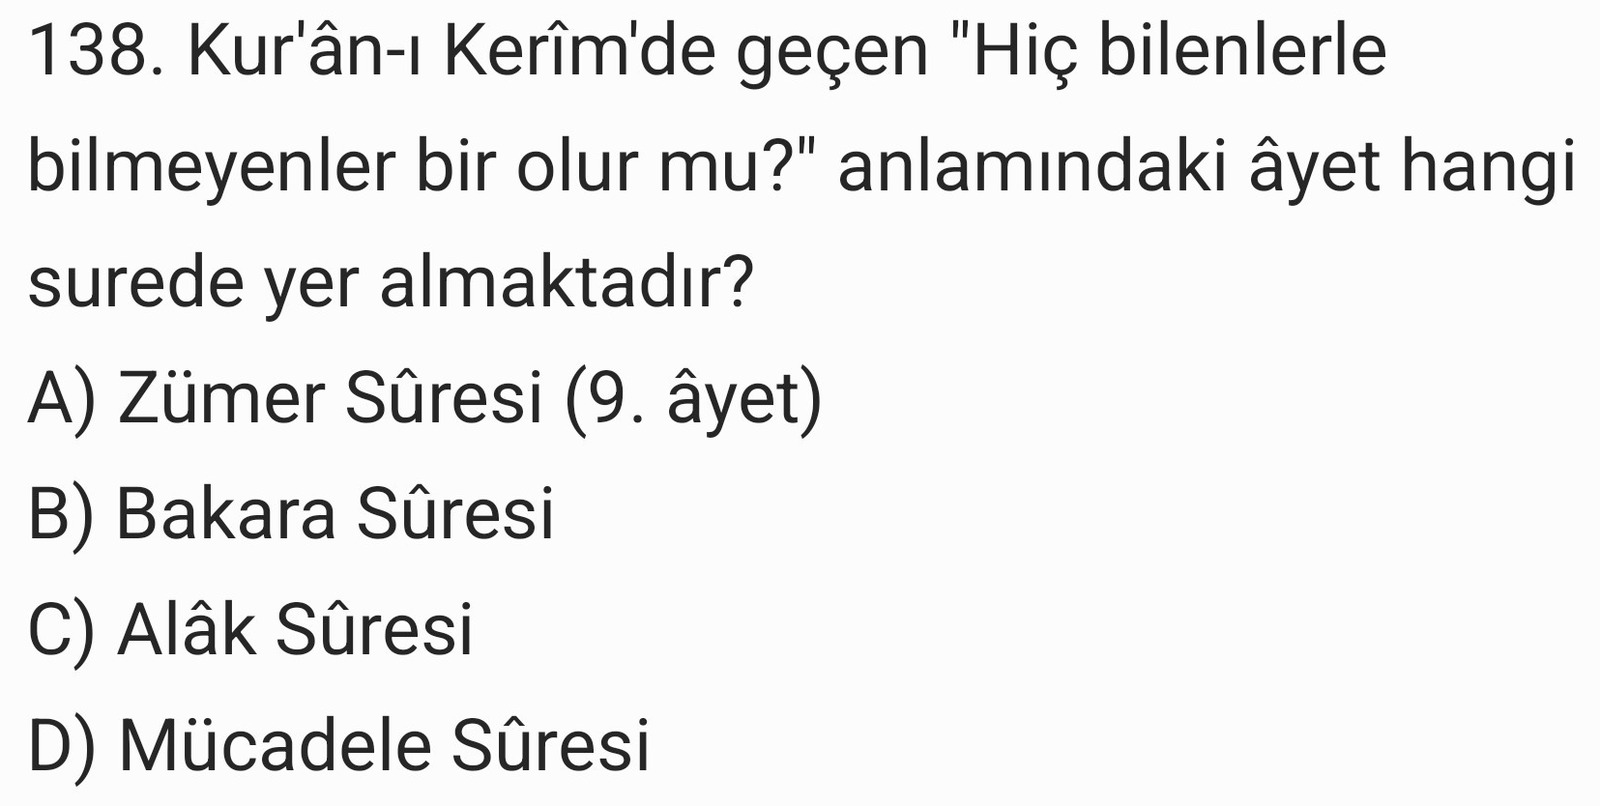 138. Kur'ân-ı Kerîm'de geçen "Hiç bilenlerle
bilmeyenler bir olur mu?" anlamındaki âyet hangi
surede yer almaktadır?
A) Zümer Sûresi (9. âyet)
B) Bakara Sûresi
C) Alâk Sûresi
D) Mücadele Sûresi